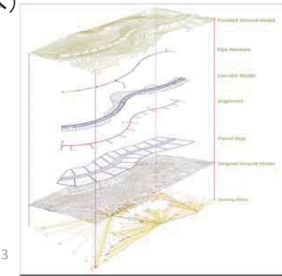 Finished Ground Model
Pipe Network
Corridor Model
Alignment
Parcel Map
Original Ground Model
Survey Data
3